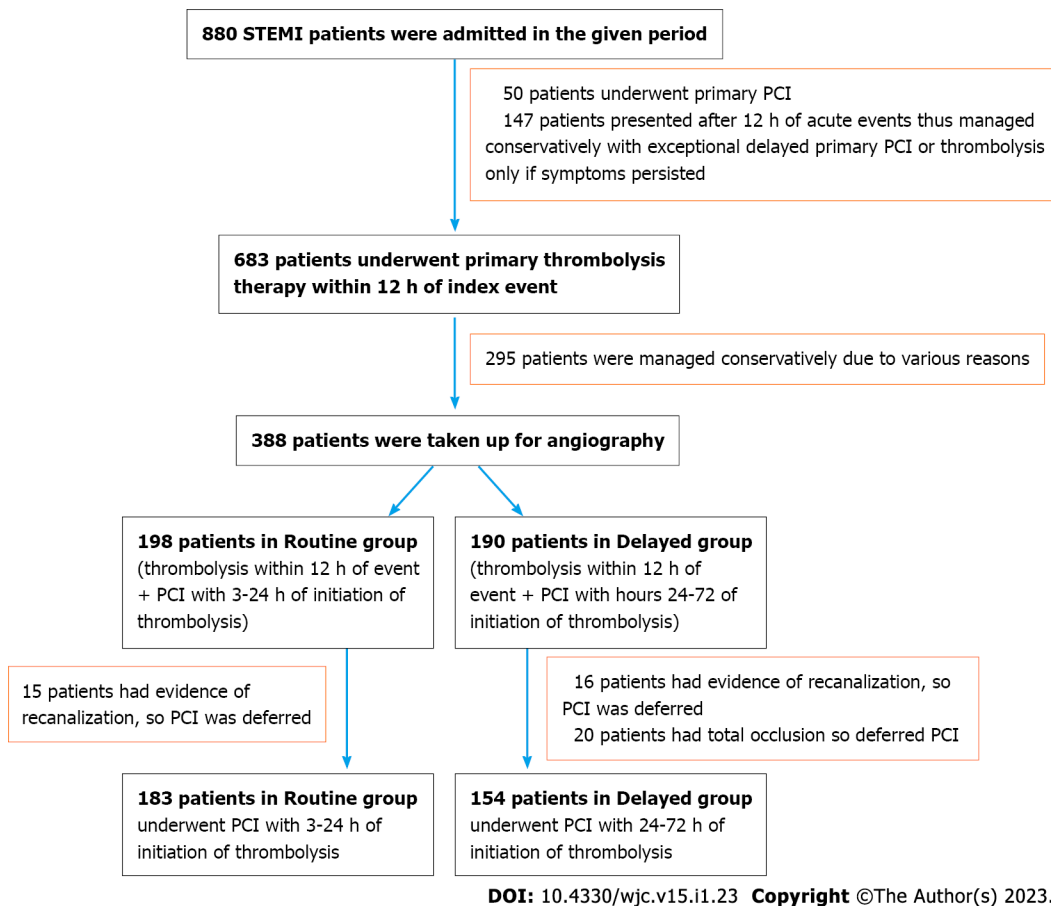 880 STEMI patients were admitted in the given period
50 patients underwent primary PCI
147 patients presented after 12 h of acute events thus managed
conservatively with exceptional delayed primary PCI or thrombolysis
only if symptoms persisted
683 patients underwent primary thrombolysis
therapy within 12 h of index event
295 patients were managed conservatively due to various reasons
388 patients were taken up for angiography
198 patients in Routine group
(thrombolysis within 12 h of event
+ PCI with 3-24 h of initiation of
thrombolysis)
190 patients in Delayed group
(thrombolysis within 12 h of
event + PCI with hours 24-72 of
initiation of thrombolysis)
15 patients had evidence of
recanalization, so PCI was deferred
16 patients had evidence of recanalization, so
PCI was deferred
20 patients had total occlusion so deferred PCI
183 patients in Routine group
underwent PCI with 3-24 h of
initiation of thrombolysis
154 patients in Delayed group
underwent PCI with 24-72 h of
initiation of thrombolysis
DOI: 10.4330/wjc.v15.i1.23 Copyright ©The Author(s) 2023.